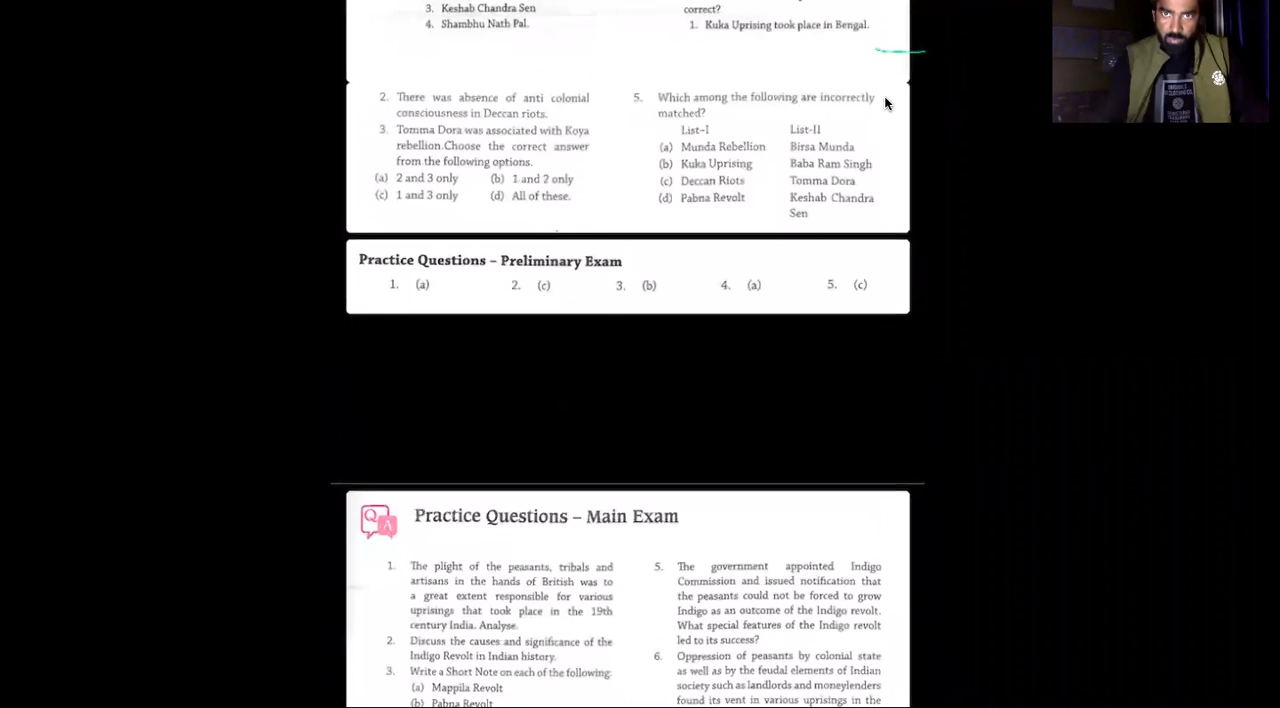 3. Keshab Chandra Sen
4. Shambhu Nath Pal.
correct?
1. Kuka Uprising took place in Bengal.
2. There was absence of anti colonial
consciousness in Deccan riots.
3. Tomma Dora was associated with Koya
rebellion.Choose the correct answer
from the following options.
(a) 2 and 3 only (b) 1 and 2 only
(c) 1 and 3 only (d) All of these.
5. Which among the following are incorrectly
matched?
List-I List-II
(a) Munda Rebellion Birsa Munda
(b) Kuka Uprising Baba Ram Singh
(c) Deccan Riots Tomma Dora
(d) Pabna Revolt Keshab Chandra
Sen
Practice Questions – Preliminary Exam
1. (a) 2. (c) 3. (b) 4. (a) 5. (c)
Q A
Practice Questions – Main Exam
1. The plight of the peasants, tribals and
artisans in the hands of British was to
a great extent responsible for various
uprisings that took place in the 19th
century India. Analyse.
2. Discuss the causes and significance of the
Indigo Revolt in Indian history.
3. Write a Short Note on each of the following:
(a) Mappila Revolt
(b) Pabna Revolt
5. The government appointed Indigo
Commission and issued notification that
the peasants could not be forced to grow
Indigo as an outcome of the Indigo revolt.
What special features of the Indigo revolt
led to its success?
6. Oppression of peasants by colonial state
as well as by the feudal elements of Indian
society such as landlords and moneylenders
found its vent in various uprisings in the